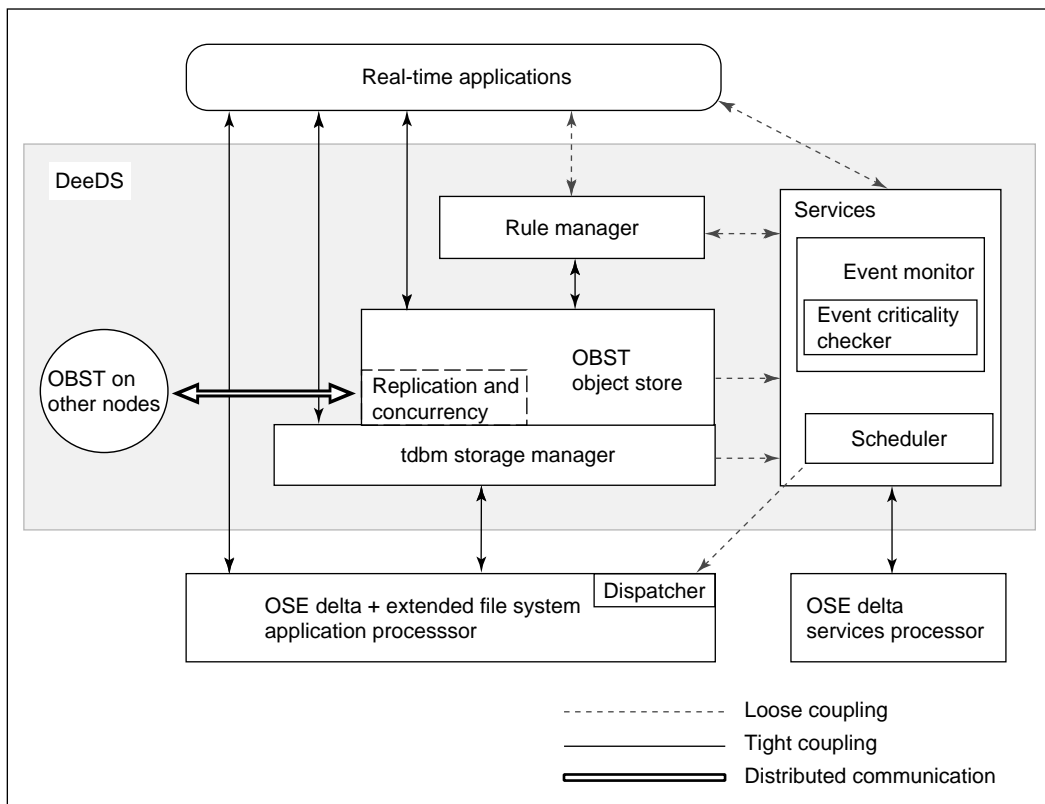 Real-time applications
DeeDS
Services
Rule manager
Event monitor
Event criticality
checker
OBST
object store
OBST on
other nodes
Replication and
concurrency
Scheduler
tdbm storage manager
Dispatcher
OSE delta + extended file system
application processsor
OSE delta
services processor
Loose coupling
Tight coupling
Distributed communication